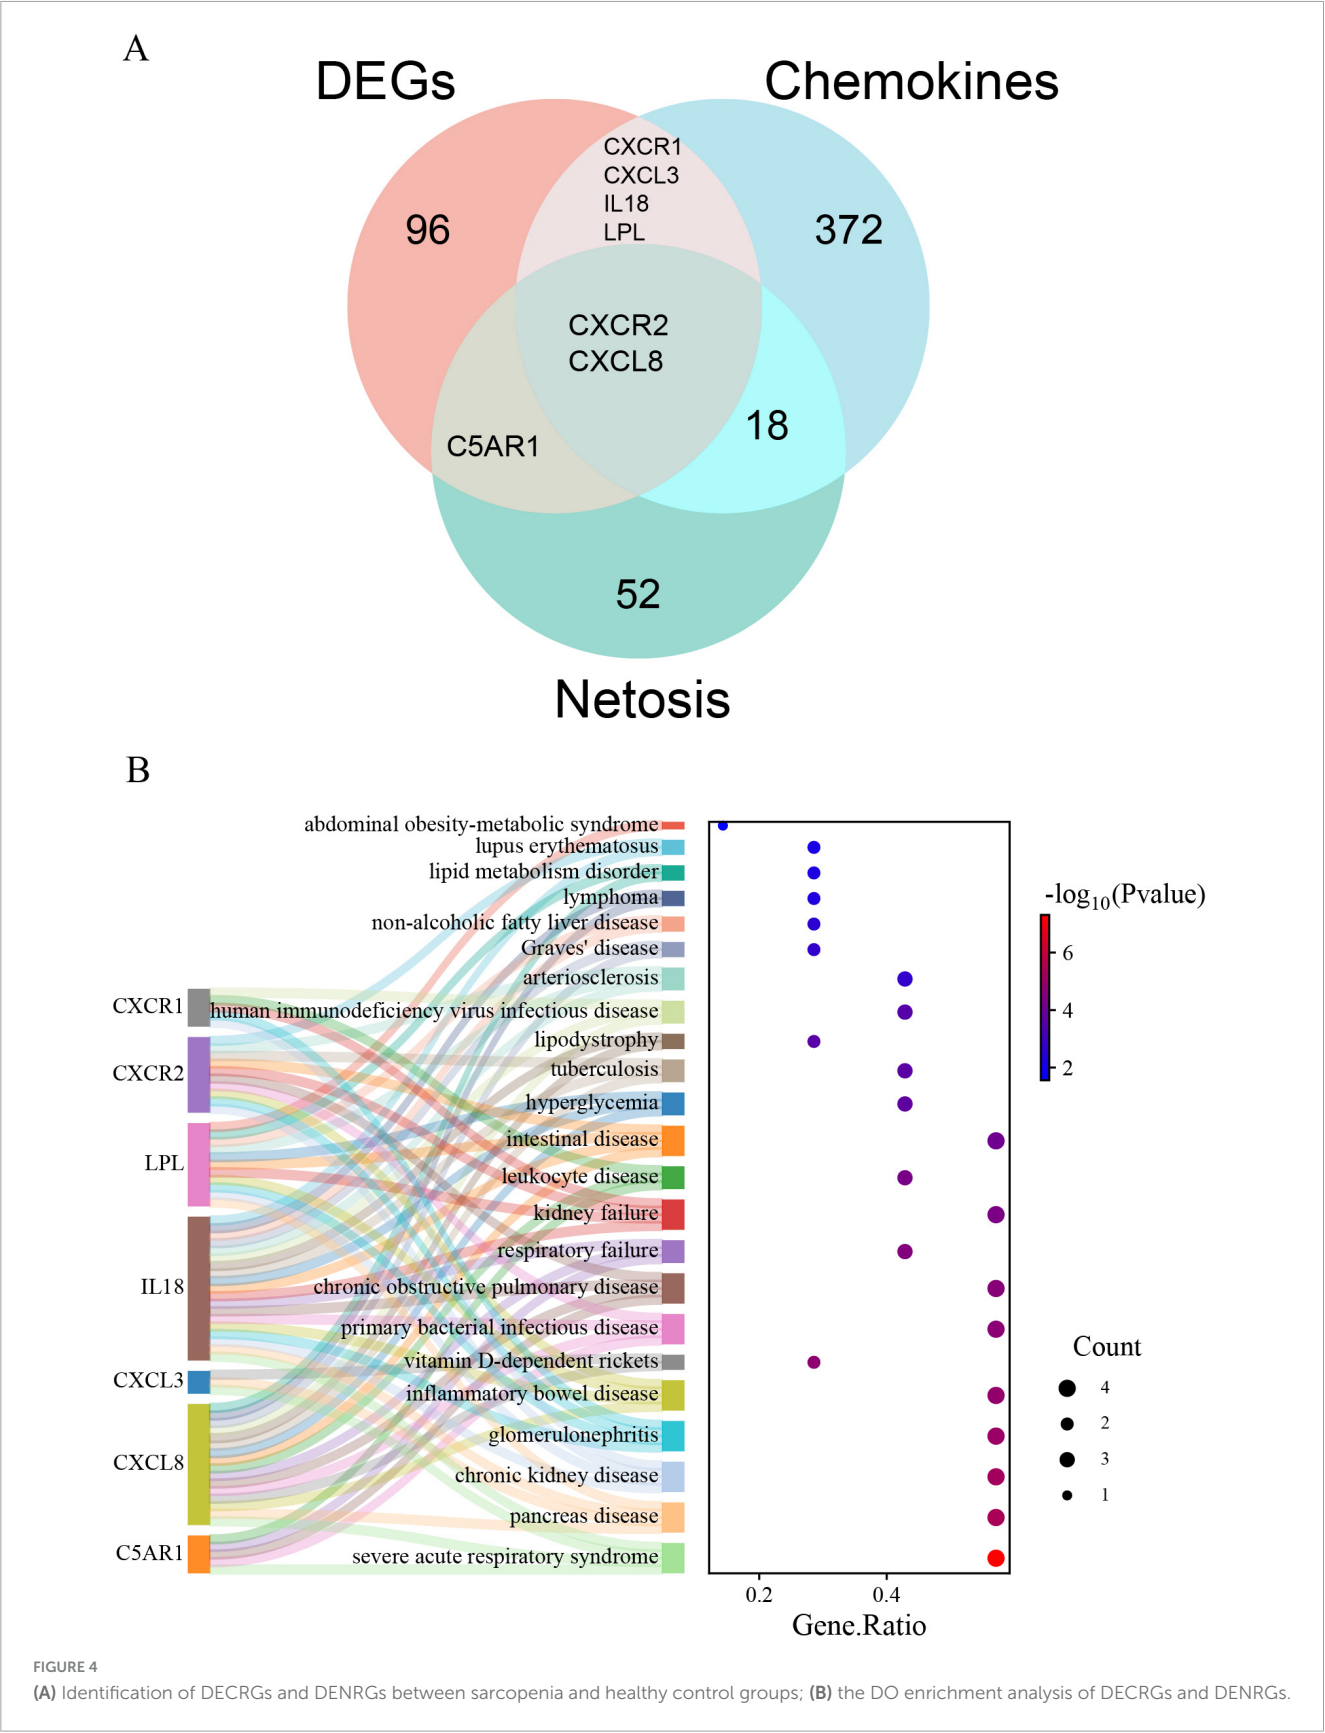 A
DEGs
Chemokines
CXCR1
CXCL3
IL18
LPL
96
372
CXCR2
CXCL8
C5AR1
18
52
Netosis
B
abdominal obesity-metabolic syndrome
lupus erythematosus
lipid metabolism disorder
lymphoma
non-alcoholic fatty liver disease
Graves' disease
arteriosclerosis
human immunodeficiency virus infectious disease
lipodystrophy
tuberculosis
hyperglycemia
intestinal disease
leukocyte disease
kidney failure
respiratory failure
chronic obstructive pulmonary disease
primary bacterial infectious disease
vitamin D-dependent rickets
inflammatory bowel disease
glomerulonephritis
chronic kidney disease
pancreas disease
severe acute respiratory syndrome
CXCR1
CXCR2
LPL
IL18
CXCL3
CXCL8
C5AR1
0.2
0.4
Gene.Ratio
-log10(Pvalue)
6
4
2
Count
4
2
3
1
FIGURE 4
(A) Identification of DECRGs and DENRGs between sarcopenia and healthy control groups; (B) the DO enrichment analysis of DECRGs and DENRGs.